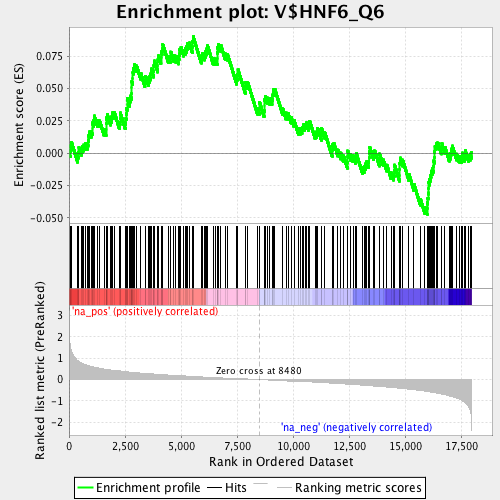 Enrichment plot: V$HNF6_Q6
Enrichment score (ES)
0.075
0.050
0.025
0.000
-0.025
-0.050
'na_pos' (positively correlated)
Ranked list metric (PreRanked)
3
2
1
0
-1
-2
Zero cross at 8480
'na_neg' (negatively correlated)
0
2,500
5,000
7,500
10,000
12,500
15,000
17,500
Rank in Ordered Dataset
Enrichment profile
Hits
Ranking metric scores